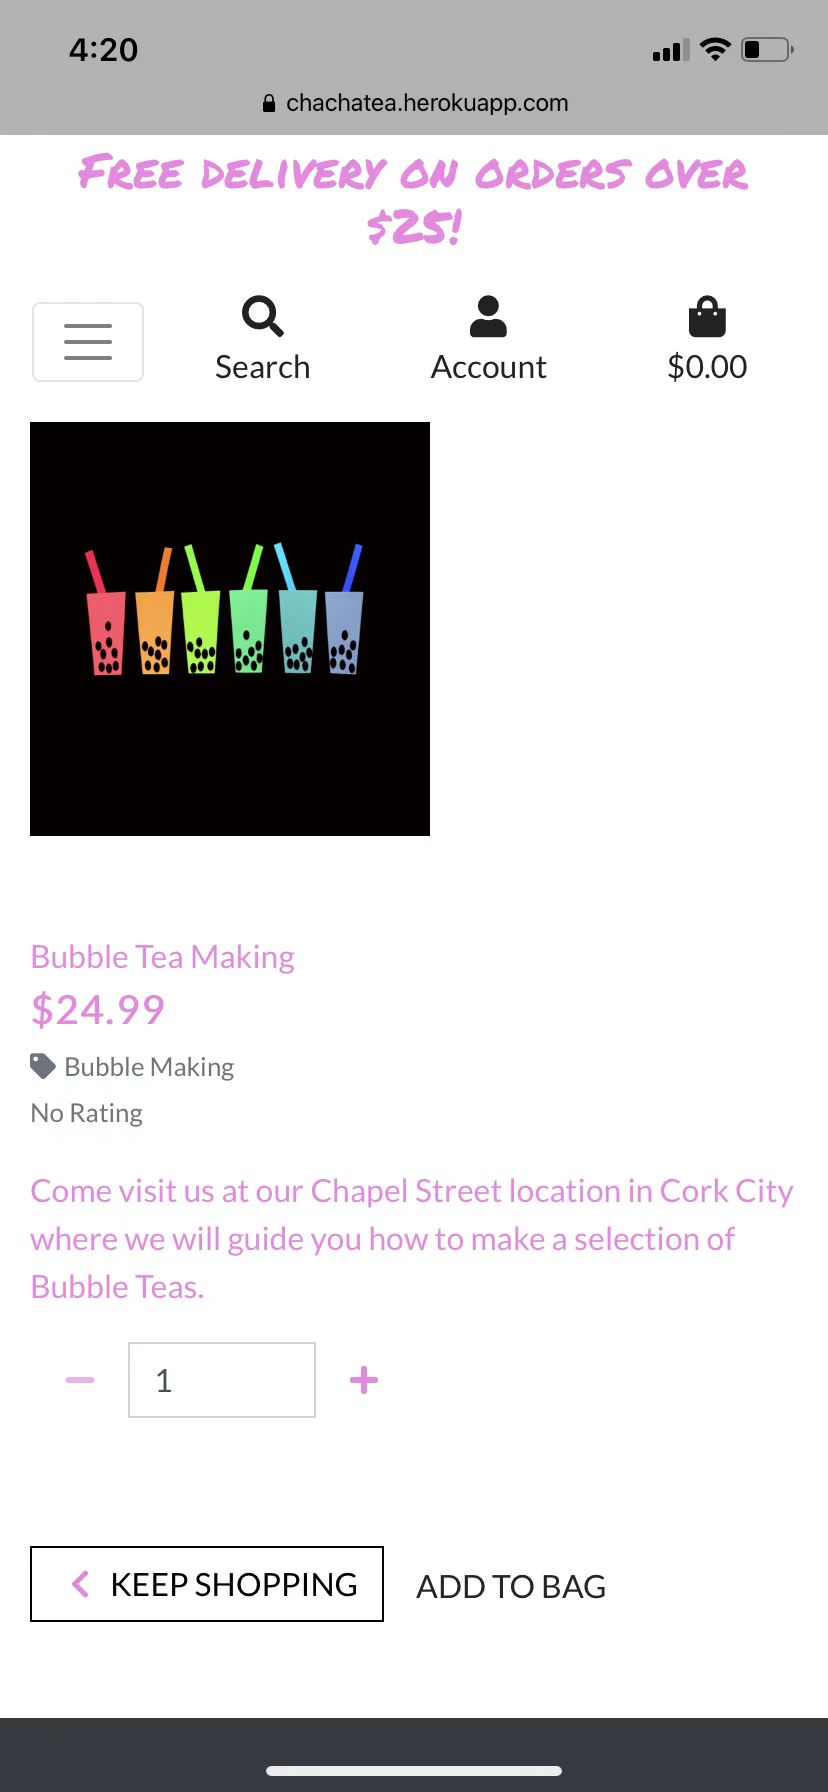 4:20
chachatea.herokuapp.com
FREE DELIVERY ON ORDERS OVER
$25!
Search
Account
$0.00
Bubble Tea Making
$24.99
Bubble Making
No Rating
Come visit us at our Chapel Street location in Cork City
where we will guide you how to make a selection of
Bubble Teas.
1
KEEP SHOPPING
ADD TO BAG